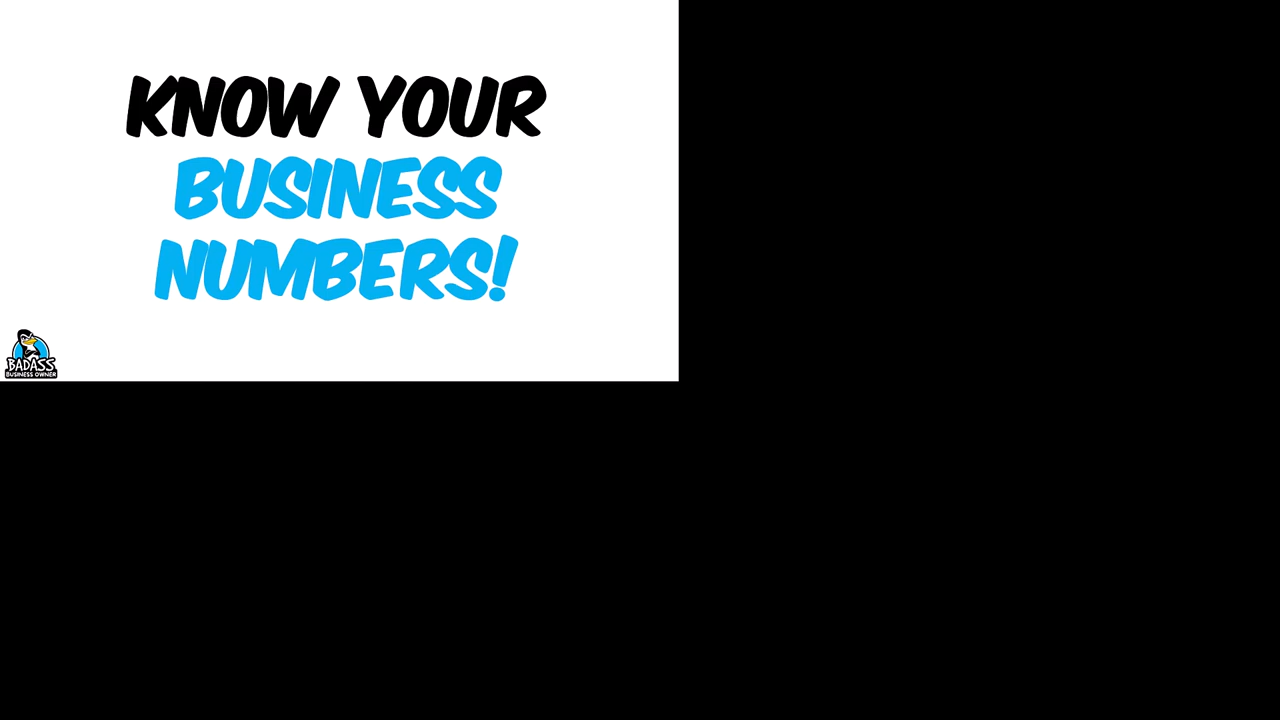 KNOW YOUR
BUSINESS
NUMBERS!
BADASS
BUSINESS OWNER